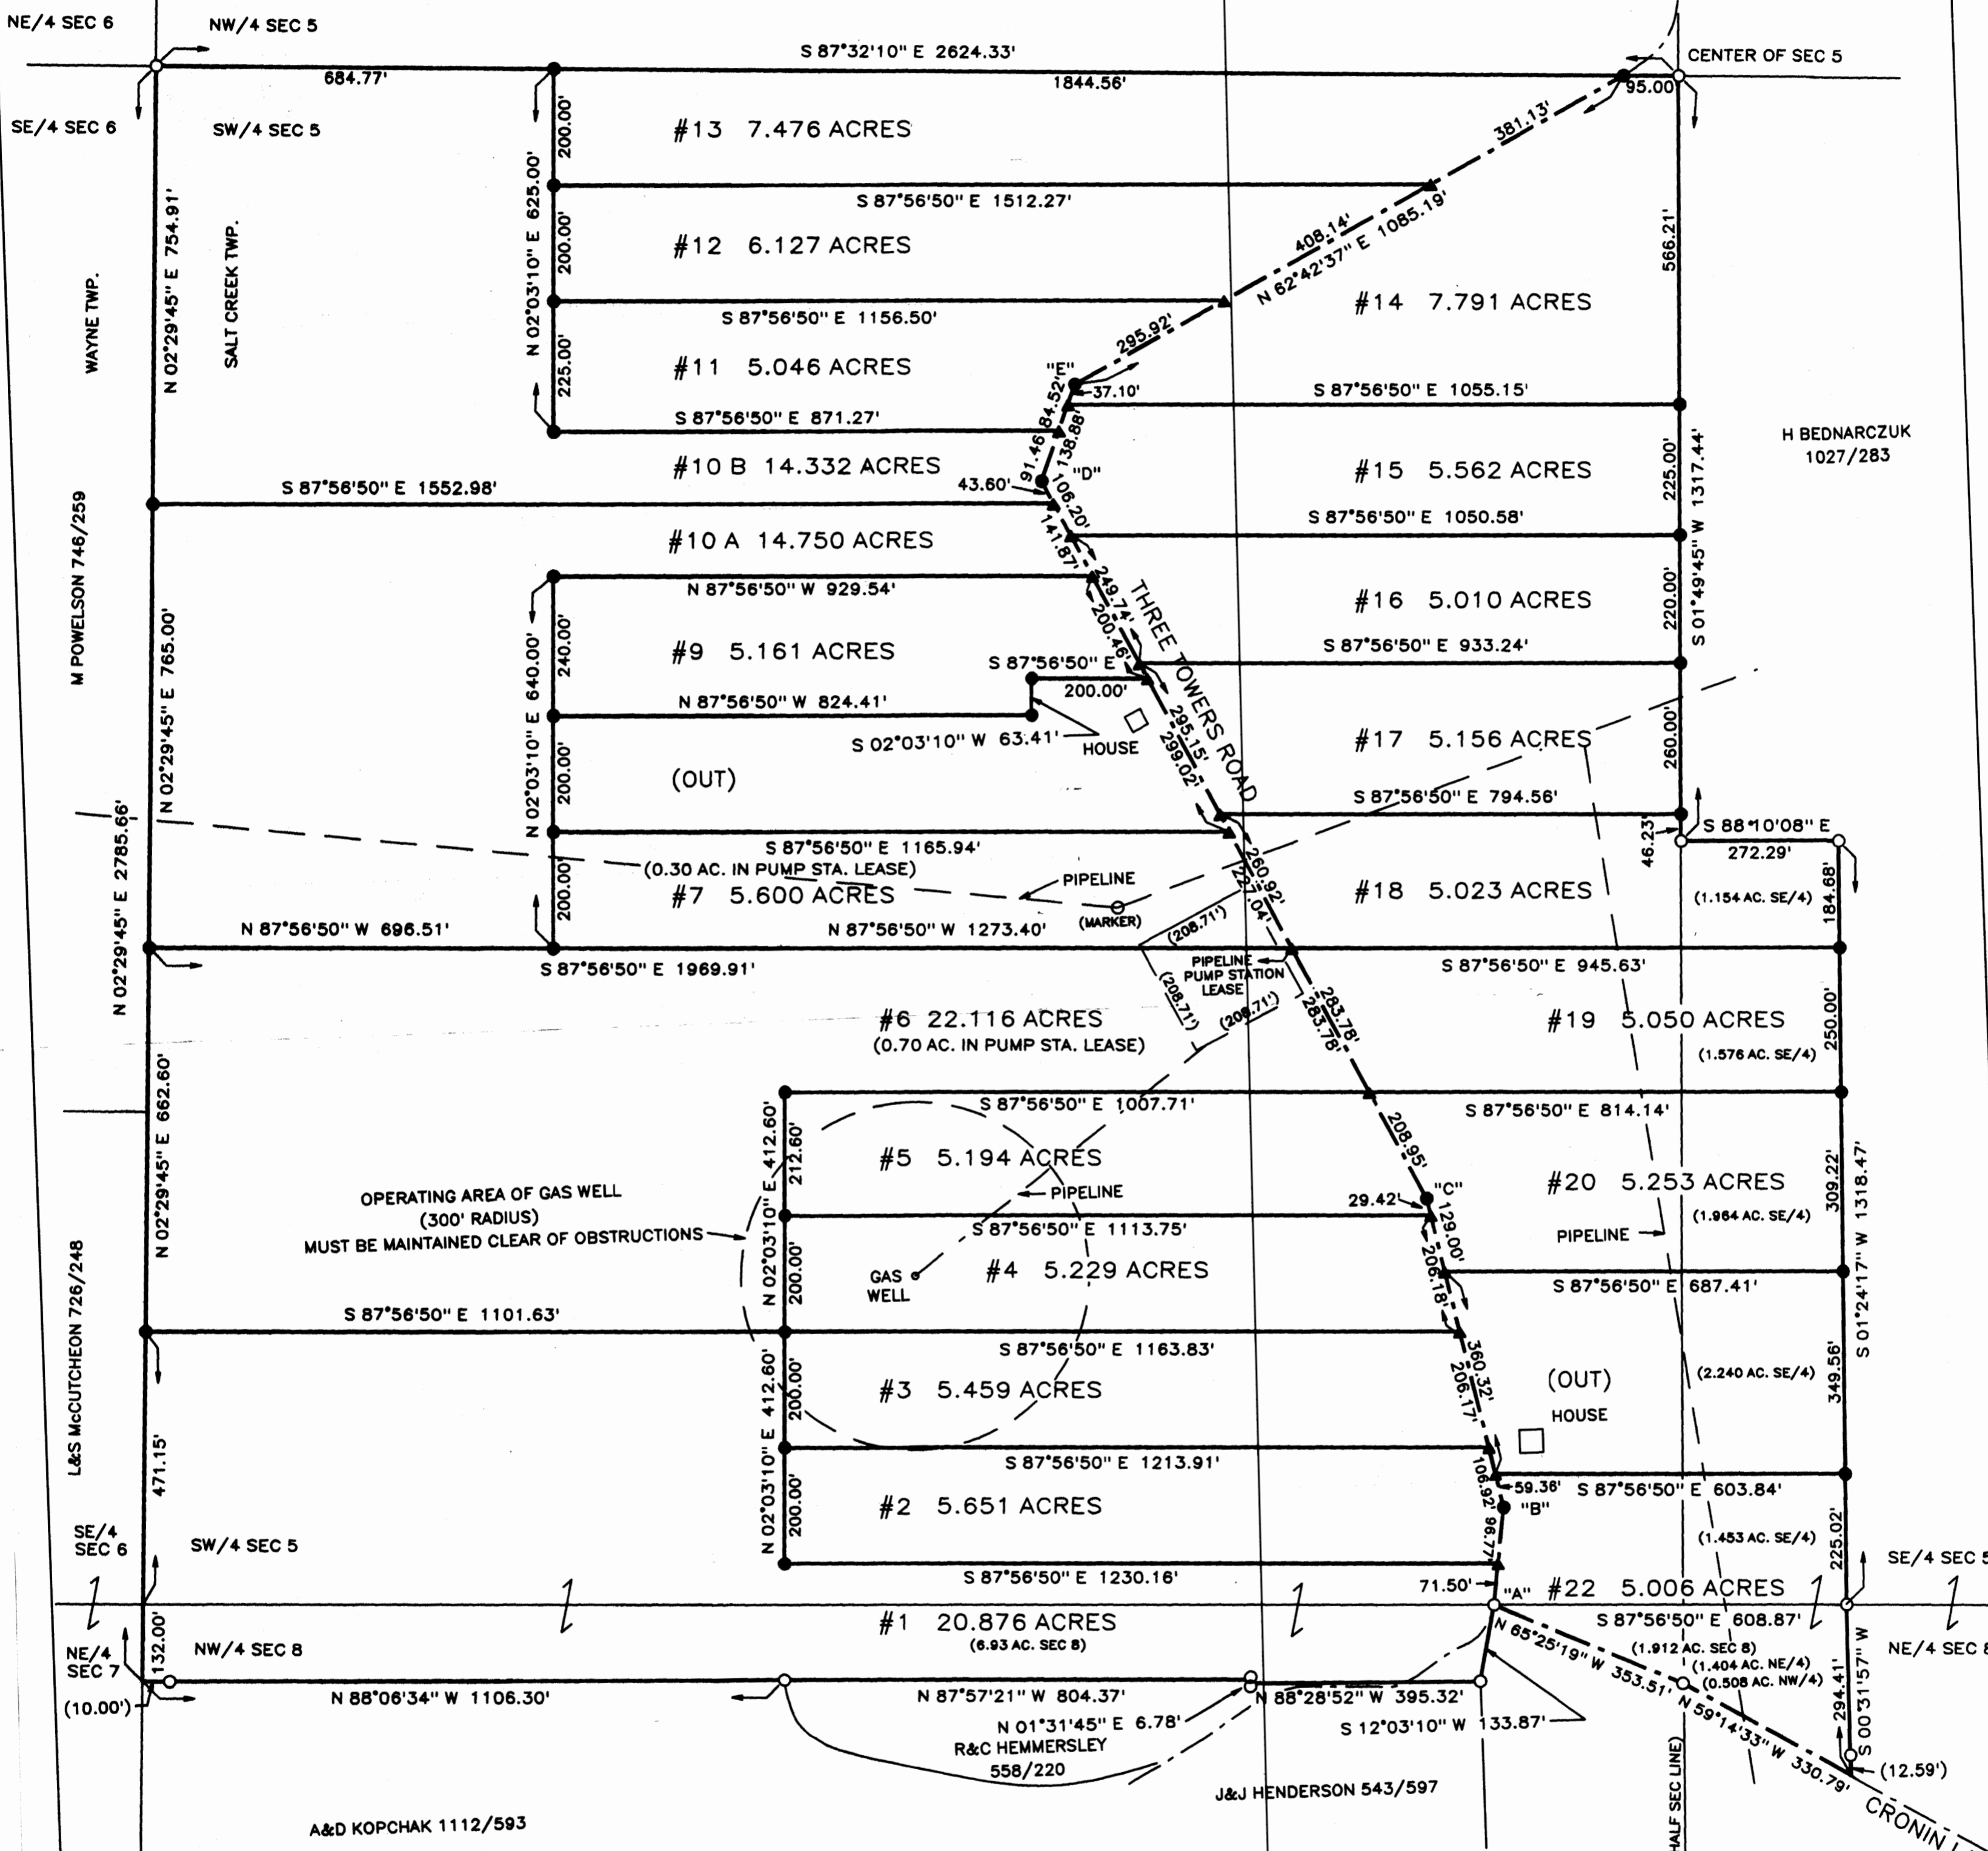 NE/4 SEC 6
NW/4 SEC 5
S 87°32'10" E 2624.33'
CENTER OF SEC 5
684.77'
1844.56'
95.00'
SE/4 SEC 6
SW/4 SEC 5
200.00'
#13 7.476 ACRES
381.13'
N 02°29'45" E 754.91'
WAYNE TWP.
SALT CREEK TWP.
N 02°03'10" E 625.00'
S 87°56'50" E 1512.27'
408.14'
N 62°42'37" E 1085.19'
566.21'
200.00'
#12 6.127 ACRES
#14 7.791 ACRES
S 87°56'50" E 1156.50'
295.92'
225.00'
#11 5.046 ACRES
"E"
37.10'
84.52'
S 87°56'50" E 1055.15'
S 87°56'50" E 871.27'
91.46'
138.88'
H BEDNARCZUK
1027/283
#10 B 14.332 ACRES
"D"
#15 5.562 ACRES
225.00'
S 01°49'45" W 1317.44'
S 87°56'50" E 1552.98'
43.60'
106.20'
S 87°56'50" E 1050.58'
M POWELSON 746/259
#10 A 14.750 ACRES
141.87'
N 87°56'50" W 929.54'
249.74'
200.46'
THREE TOWERS ROAD
#16 5.010 ACRES
220.00'
N 02°29'45" E 765.00'
N 02°03'10" E 640.00'
240.00'
#9 5.161 ACRES
S 87°56'50" E
200.00'
S 87°56'50" E 933.24'
N 87°56'50" W 824.41'
S 02°03'10" W 63.41'
HOUSE
295.15'
299.02'
#17 5.156 ACRES
260.00'
200.00'
(OUT)
S 87°56'50" E 794.56'
N 02°29'45" E 2785.66'
S 87°56'50" E 1165.94'
46.23'
S 88°10'08" E
272.29'
(0.30 AC. IN PUMP STA. LEASE)
200.00'
#7 5.600 ACRES
PIPELINE
(MARKER)
260.92'
227.04'
#18 5.023 ACRES
(1.154 AC. SE/4)
184.68'
N 87°56'50" W 696.51'
N 87°56'50" W 1273.40'
(208.71')
S 87°56'50" E 1969.91'
PIPELINE
PUMP STATION
LEASE
S 87°56'50" E 945.63'
(208.71')
(208.71')
283.78'
283.78'
#6 22.116 ACRES
(0.70 AC. IN PUMP STA. LEASE)
#19 5.050 ACRES
(1.576 AC. SE/4)
250.00'
N 02°29'45" E 662.60'
S 87°56'50" E 1007.71'
S 87°56'50" E 814.14'
N 02°03'10" E 412.60'
212.60'
#5 5.194 ACRES
208.95'
S 01°24'17" W 1318.47'
309.22'
OPERATING AREA OF GAS WELL
(300' RADIUS)
MUST BE MAINTAINED CLEAR OF OBSTRUCTIONS
PIPELINE
"C"
29.42'
#20 5.253 ACRES
(1.964 AC. SE/4)
S 87°56'50" E 1113.75'
129.00'
PIPELINE
L&S McCUTCHEON 726/248
200.00'
GAS
WELL
#4 5.229 ACRES
206.18'
S 87°56'50" E 687.41'
S 87°56'50" E 1101.63'
S 87°56'50" E 1163.83'
N 02°03'10" E 412.60'
200.00'
#3 5.459 ACRES
360.32'
206.17'
(OUT)
HOUSE
(2.240 AC. SE/4)
349.56'
471.15'
S 87°56'50" E 1213.91'
106.92'
59.36'
S 87°56'50" E 603.84'
200.00'
#2 5.651 ACRES
"B"
96.77'
(1.453 AC. SE/4)
225.02'
SE/4
SEC 6
SW/4 SEC 5
SE/4 SEC 5
S 87°56'50" E 1230.16'
71.50'
"A"
#22 5.006 ACRES
#1 20.876 ACRES
(6.93 AC. SEC 8)
S 87°56'50" E 608.87'
132.00'
NE/4
SEC 7
NW/4 SEC 8
N 65°25'19" W 353.51'
(1.912 AC. SEC 8)
(1.404 AC. NE/4)
(0.508 AC. NW/4)
NE/4 SEC 8
(10.00')
N 88°06'34" W 1106.30'
N 87°57'21" W 804.37'
N 88°28'52" W 395.32'
294.41'
S 00°31'57" W
N 01°31'45" E 6.78'
S 12°03'10" W 133.87'
N 59°14'33" W 330.79'
R&C HEMMERSLEY
558/220
(12.59')
J&J HENDERSON 543/597
HALF SEC LINE)
CRONIN
A&D KOPCHAK 1112/593